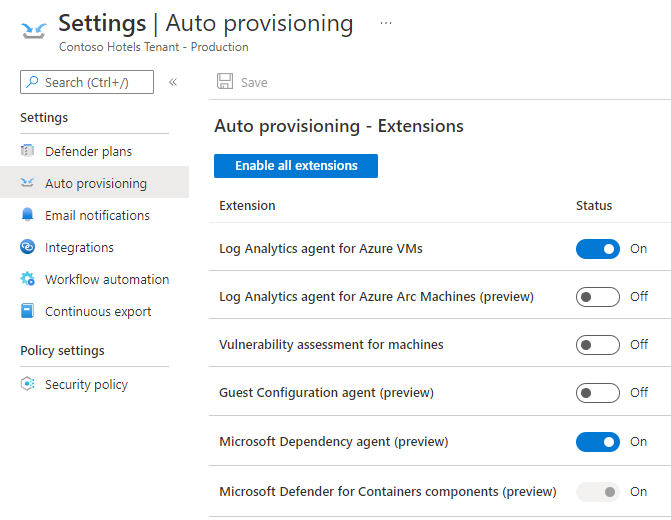 Settings | Auto provisioning ...
Contoso Hotels Tenant - Production
Search (Ctrl+/) «
Settings
Defender plans
Auto provisioning
Email notifications
Integrations
Workflow automation
Continuous export
Policy settings
Security policy
Save
Auto provisioning - Extensions
Enable all extensions
Extension Status
Log Analytics agent for Azure VMs On
Log Analytics agent for Azure Arc Machines (preview) Off
Vulnerability assessment for machines Off
Guest Configuration agent (preview) Off
Microsoft Dependency agent (preview) On
Microsoft Defender for Containers components (preview) On